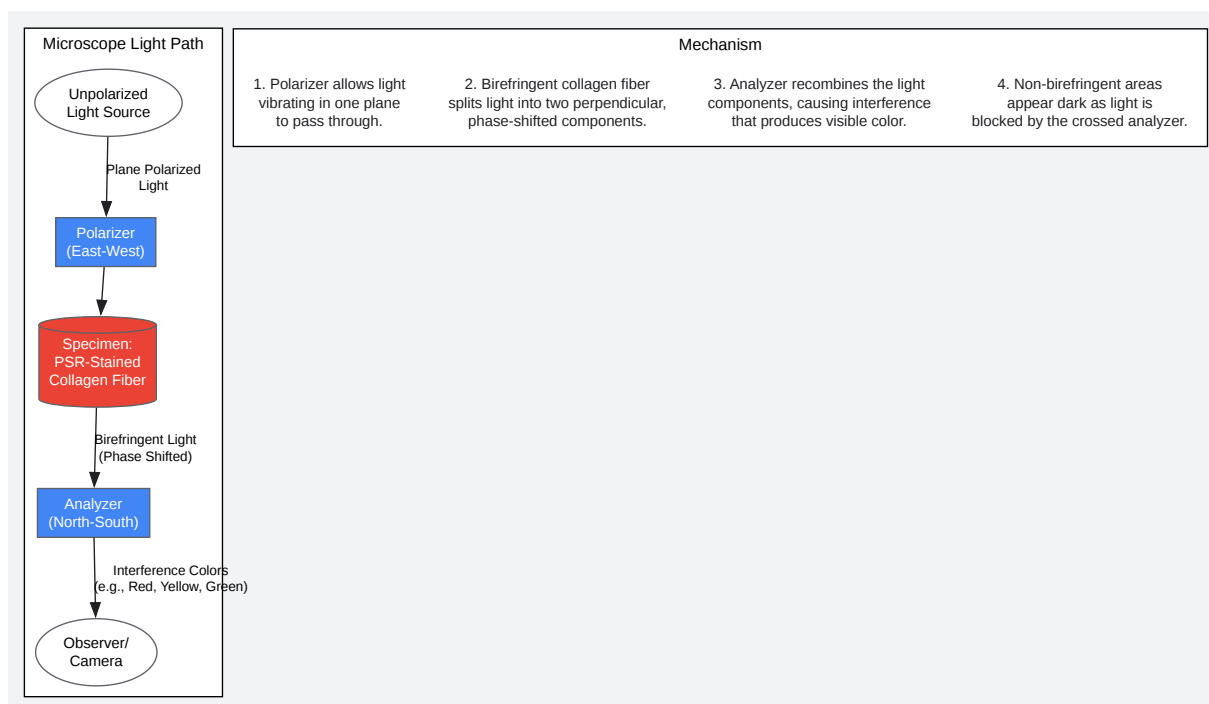 Microscope Light Path
Unpolarized
Light Source
Plane Polarized
Light
Polarizer
(East-West)
Specimen:
PSR-Stained
Collagen Fiber
Birefringent Light
(Phase Shifted)
Analyzer
(North-South)
Interference Colors
(e.g., Red, Yellow, Green)
Observer/
Camera
Mechanism
1. Polarizer allows light
vibrating in one plane
to pass through.
2. Birefringent collagen fiber
splits light into two perpendicular,
phase-shifted components.
3. Analyzer recombines the light
components, causing interference
that produces visible color.
4. Non-birefringent areas
appear dark as light is
blocked by the crossed analyzer.